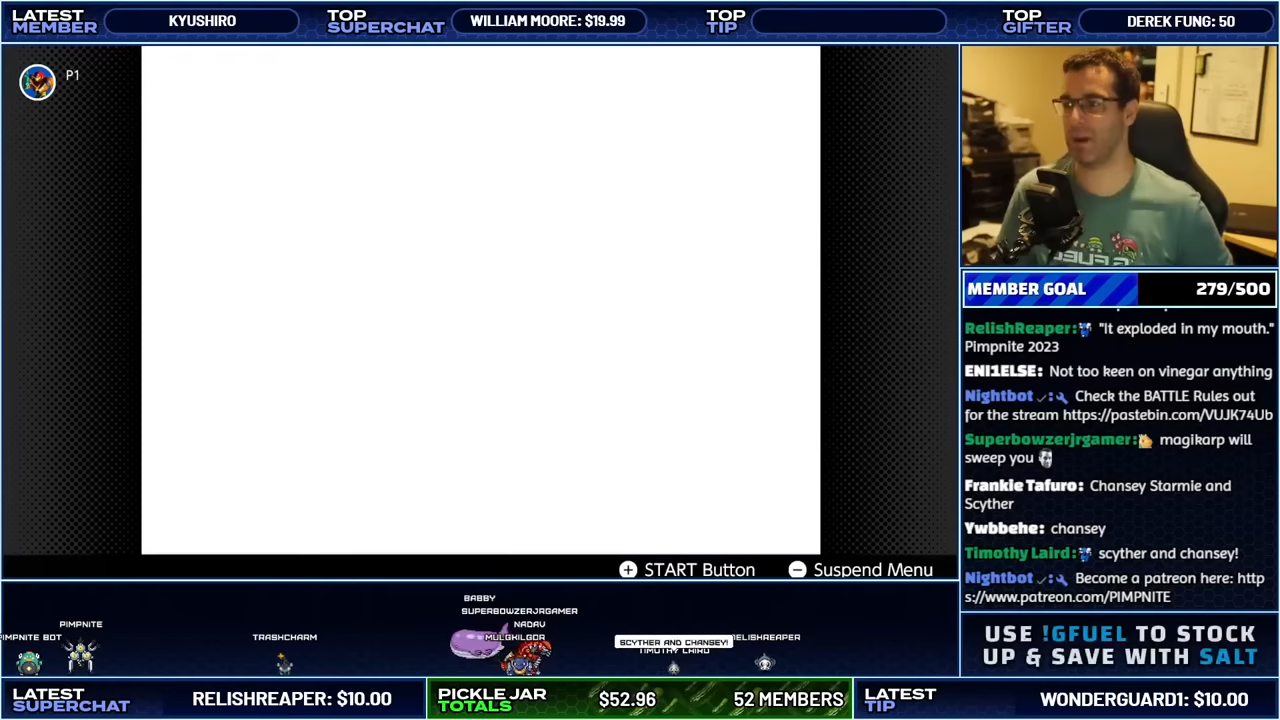 LATEST MEMBER
KYUSHIRO
TOP SUPERCHAT
WILLIAM MOORE: $19.99
TOP TIP
TOP GIFTER
DEREK FUNG: 50
P1
START Button
Suspend Menu
MEMBER GOAL 279/500
RelishReaper: "It exploded in my mouth."
Pimpnite 2023
ENI1ELSE: Not too keen on vinegar anything
Nightbot : Check the BATTLE Rules out
for the stream https://pastebin.com/VUJK74Ub
Superbowzerjrgamer: magikarp will
sweep you
Frankie Tafuro: Chansey Starmie and
Scyther
Ywbbehe: chansey
Timothy Laird: scyther and chansey!
Nightbot : Become a patreon here: http
s://www.patreon.com/PIMPNITE
BABBY
SUPERBOWZERJRGAMER
PIMPNITE
NADAV
PIMPNITE BOT
TRASHCHARM
MULGHILGOR
SCYTHER AND CHANSEY!
RELISHREAPER
TIMOTHY LAIRD
USE !GFUEL TO STOCK
UP & SAVE WITH SALT
LATEST SUPERCHAT
RELISHREAPER: $10.00
PICKLE JAR TOTALS
$52.96
52 MEMBERS
LATEST TIP
WONDERGUARD1: $10.00